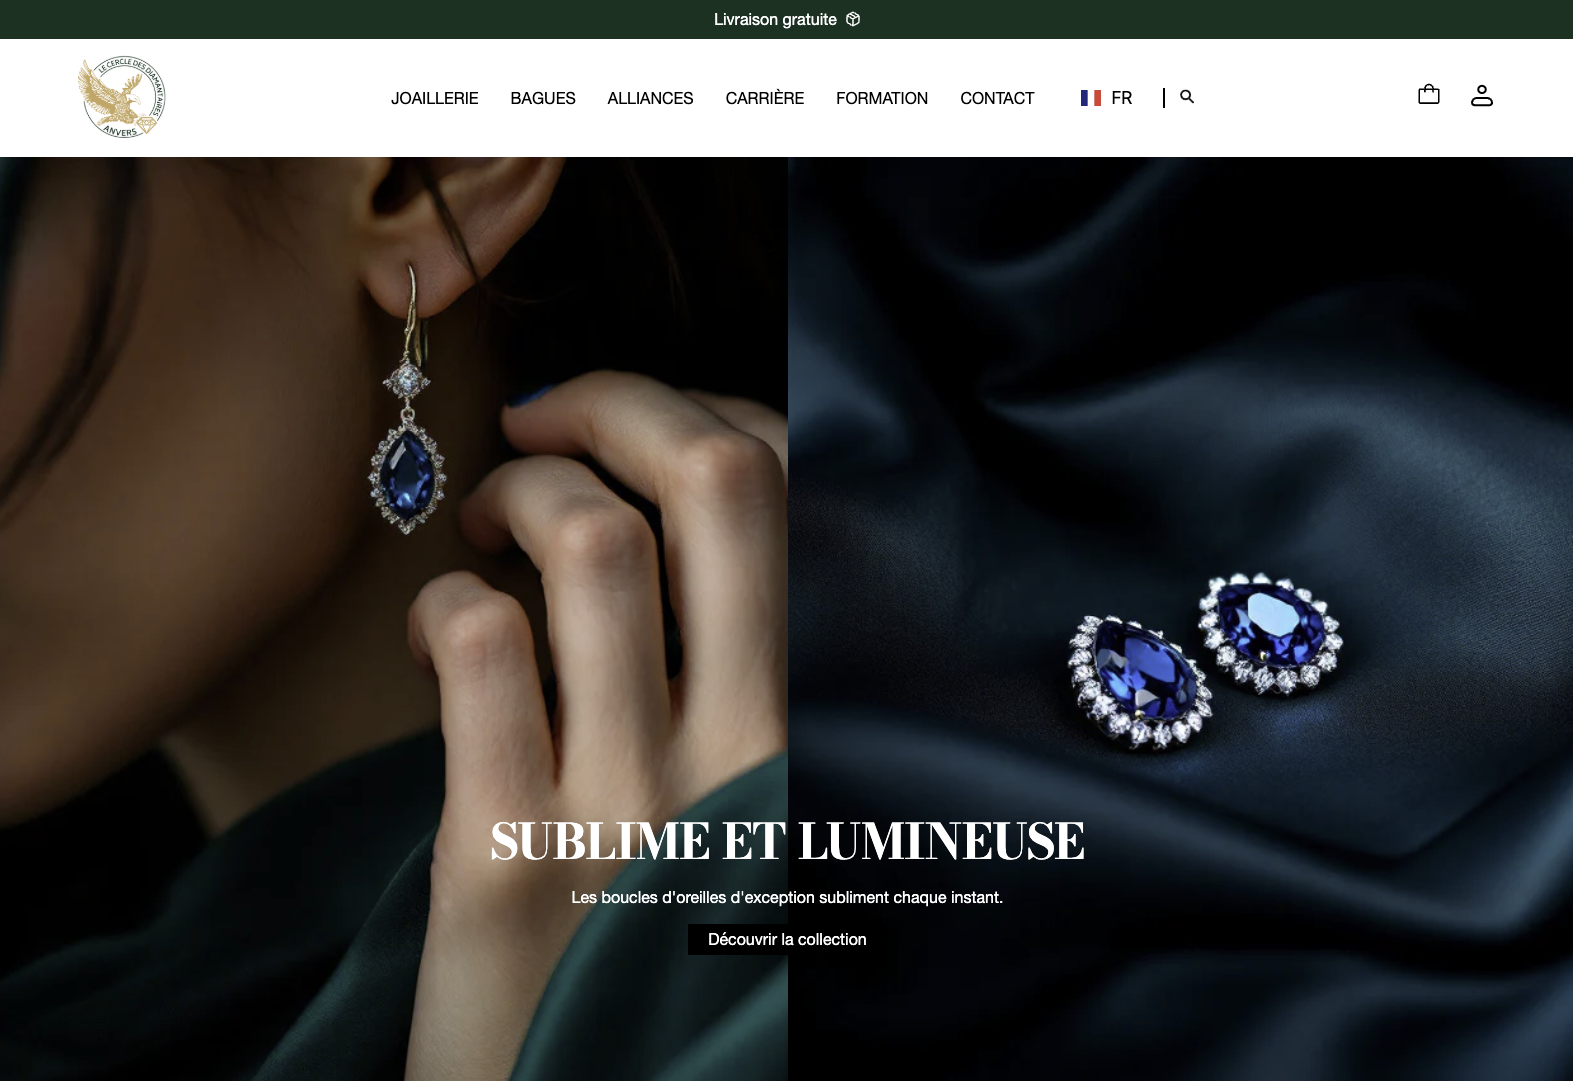 Livraison gratuite
LE CERCLE DES DIAMANTAIRES
ANVERS
JOAILLERIE BAGUES ALLIANCES CARRIÈRE FORMATION CONTACT FR
SUBLIME ET LUMINEUSE
Les boucles d'oreilles d'exception subliment chaque instant.
Découvrir la collection